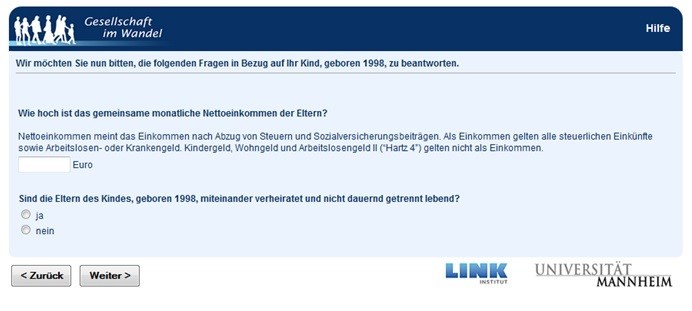 Gesellschaft
im Wandel
Hilfe
Wir möchten Sie nun bitten, die folgenden Fragen in Bezug auf Ihr Kind, geboren 1998, zu beantworten.
Wie hoch ist das gemeinsame monatliche Nettoeinkommen der Eltern?
Nettoeinkommen meint das Einkommen nach Abzug von Steuern und Sozialversicherungsbeiträgen. Als Einkommen gelten alle steuerlichen Einkünfte
sowie Arbeitslosen- oder Krankengeld. Kindergeld, Wohngeld und Arbeitslosengeld II ("Hartz 4") gelten nicht als Einkommen.
Euro
Sind die Eltern des Kindes, geboren 1998, miteinander verheiratet und nicht dauernd getrennt lebend?
ja
nein
< Zurück Weiter >
LINK
INSTITUT
UNIVERSITÄT
MANNHEIM